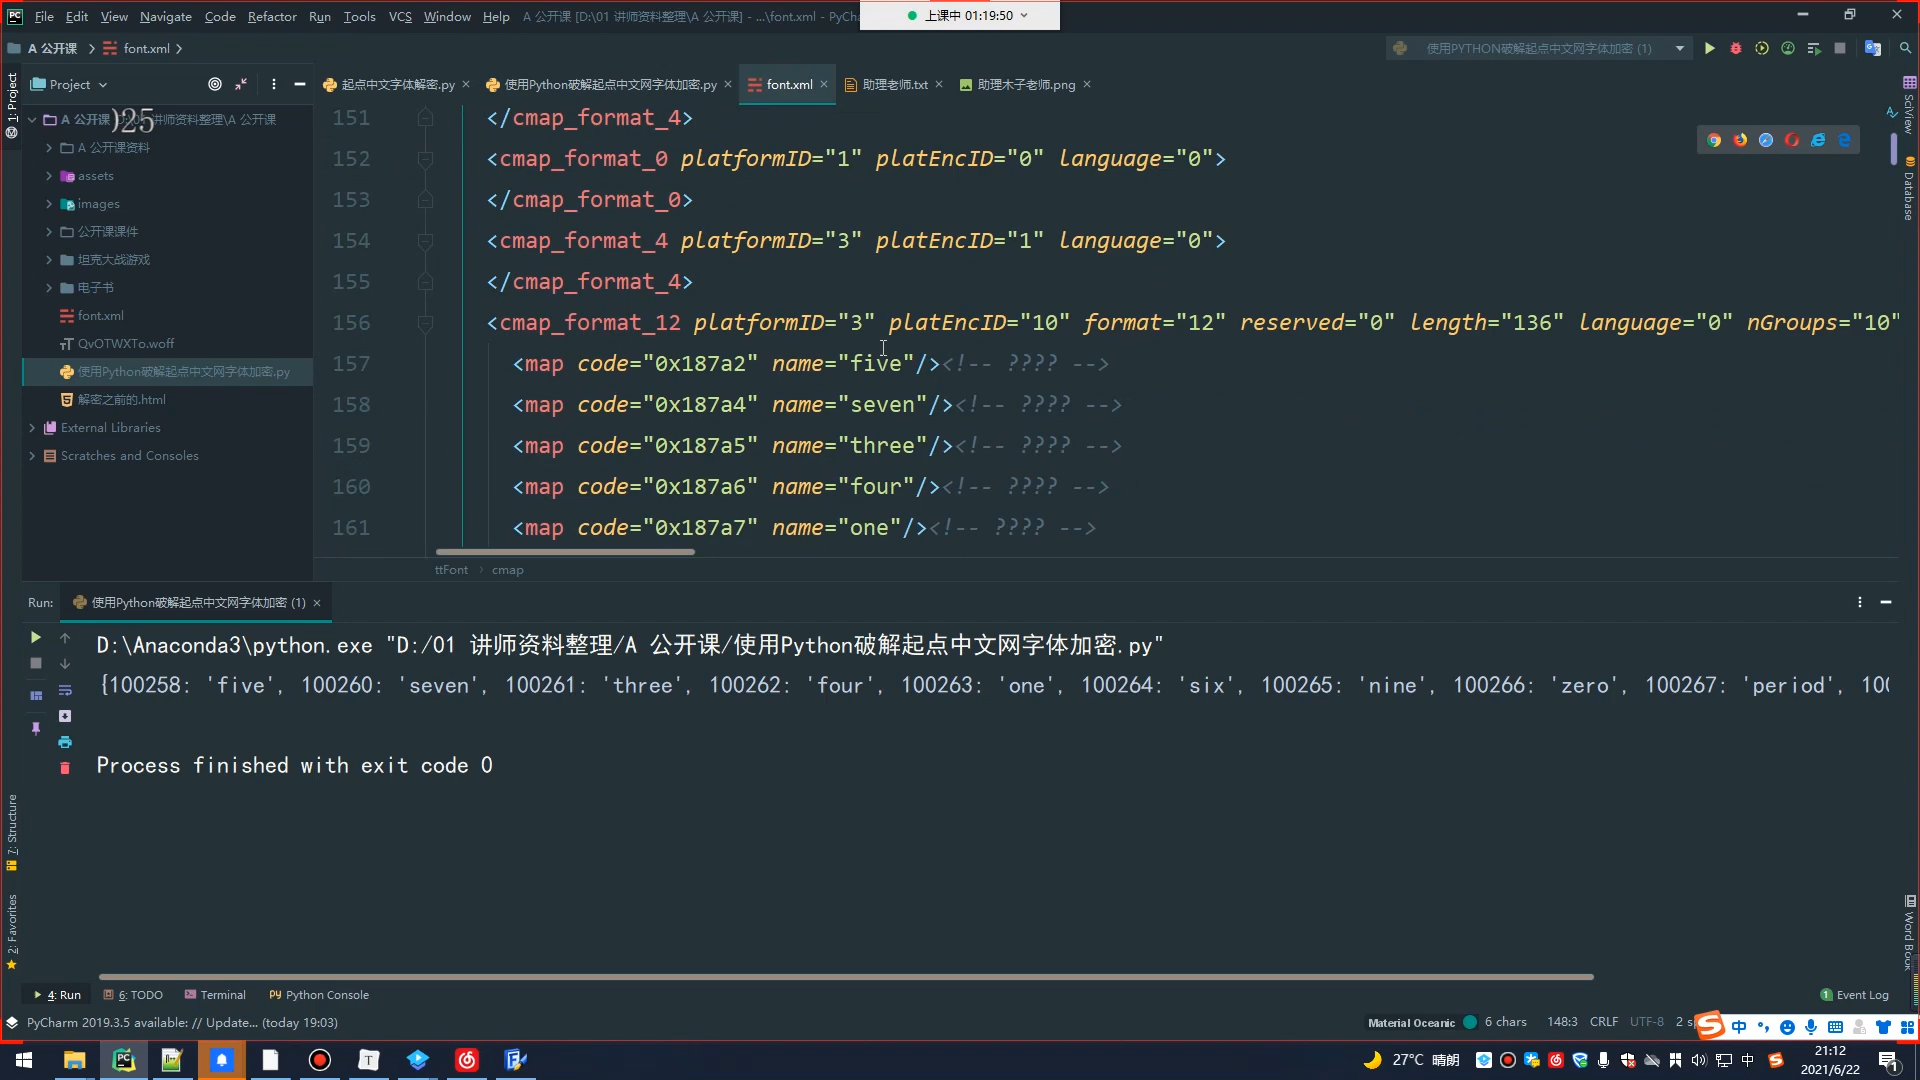 File Edit View Navigate Code Refactor Run Tools VCS Window Help A 公开课 [D:\01 讲师资料整理\A 公开课] - ...\font.xml - PyCha
上课中 01:19:50
A 公开课 font.xml
使用PYTHON破解起点中文网字体加密 (1)
Project
起点中文字体解密.py 使用Python破解起点中文网字体加密.py font.xml 助理老师.txt 助理木子老师.png
1: Project
A 公开课 讲师资料整理\A 公开课
)25
A 公开课资料
assets
images
公开课课件
坦克大战游戏
电子书
font.xml
QvOTWXTo.woff
使用Python破解起点中文网字体加密.py
解密之前的.html
External Libraries
Scratches and Consoles
151 </cmap_format_4>
152 <cmap_format_0 platformID="1" platEncID="0" language="0">
153 </cmap_format_0>
154 <cmap_format_4 platformID="3" platEncID="1" language="0">
155 </cmap_format_4>
156 <cmap_format_12 platformID="3" platEncID="10" format="12" reserved="0" length="136" language="0" nGroups="10"
157 <map code="0x187a2" name="five"/><!-- ???? -->
158 <map code="0x187a4" name="seven"/><!-- ???? -->
159 <map code="0x187a5" name="three"/><!-- ???? -->
160 <map code="0x187a6" name="four"/><!-- ???? -->
161 <map code="0x187a7" name="one"/><!-- ???? -->
ttFont cmap
SciView
Database
Word Book
Run: 使用Python破解起点中文网字体加密 (1)
D:\Anaconda3\python.exe "D:/01 讲师资料整理/A 公开课/使用Python破解起点中文网字体加密.py"
{100258: 'five', 100260: 'seven', 100261: 'three', 100262: 'four', 100263: 'one', 100264: 'six', 100265: 'nine', 100266: 'zero', 100267: 'period', 100
Process finished with exit code 0
7: Structure
2: Favorites
4: Run 6: TODO Terminal Python Console
1 Event Log
PyCharm 2019.3.5 available: // Update... (today 19:03)
Material Oceanic 6 chars 148:3 CRLF UTF-8 2 s
中
27°C 晴朗
中
21:12
2021/6/22
1